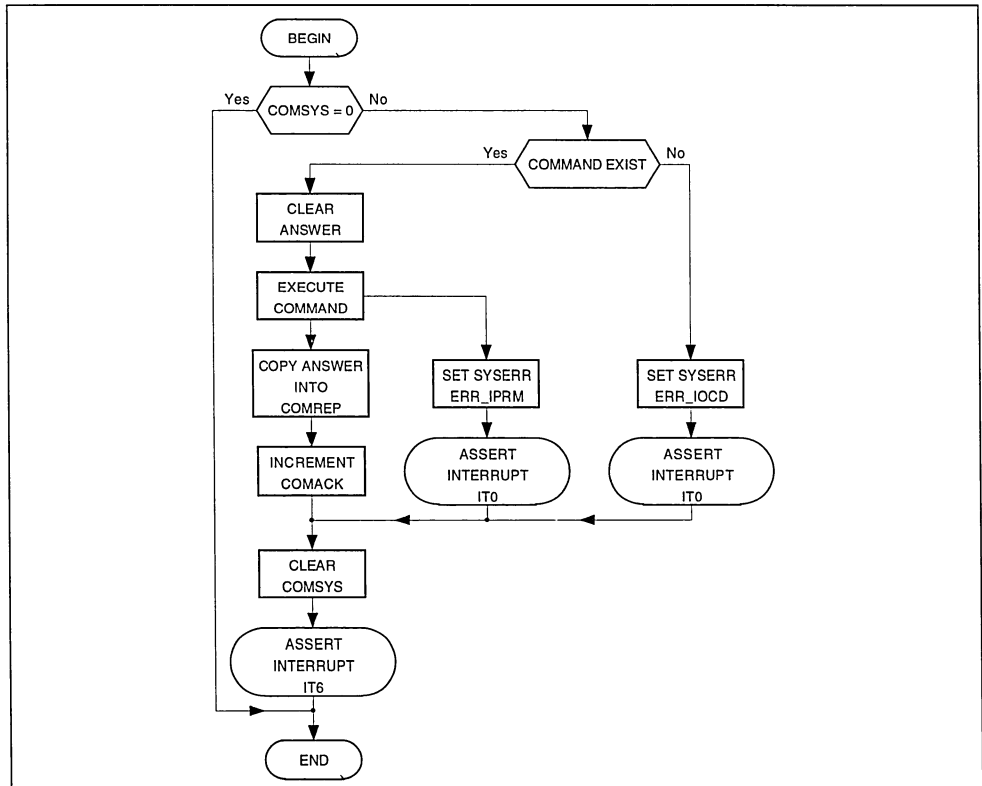 BEGIN
Yes
COMSYS = 0
No
Yes
COMMAND EXIST
No
CLEAR
ANSWER
EXECUTE
COMMAND
COPY ANSWER
INTO
COMREP
SET SYSERR
ERR_IPRM
SET SYSERR
ERR_IOCD
INCREMENT
COMACK
ASSERT
INTERRUPT
IT0
ASSERT
INTERRUPT
IT0
CLEAR
COMSYS
ASSERT
INTERRUPT
IT6
END